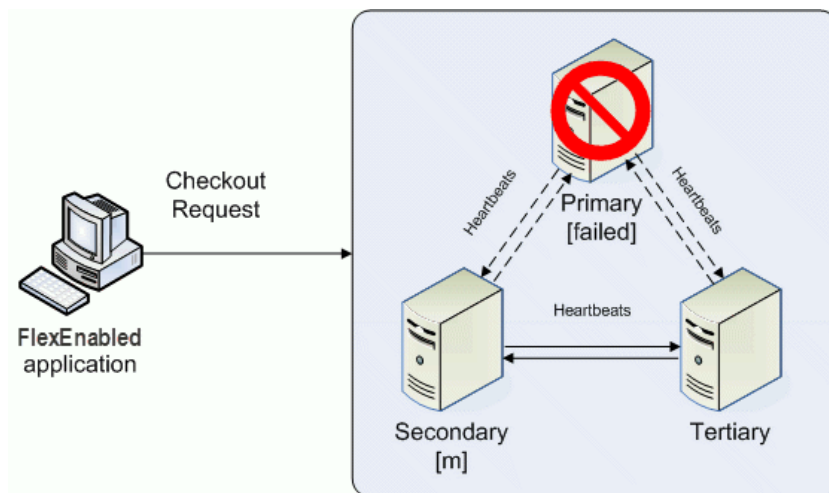 Checkout
Request
FlexEnabled
application
Primary
[failed]
Heartbeats
Heartbeats
Heartbeats
Secondary
[m]
Tertiary